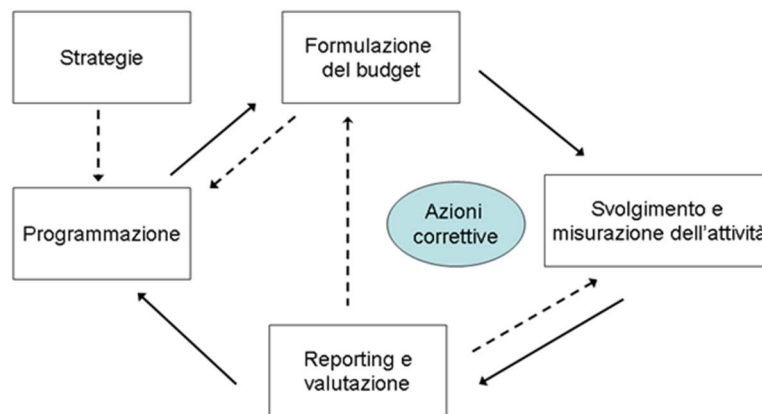 Strategie
Formulazione
del budget
Programmazione
Azioni
correttive
Svolgimento e
misurazione dell'attività
Reporting e
valutazione